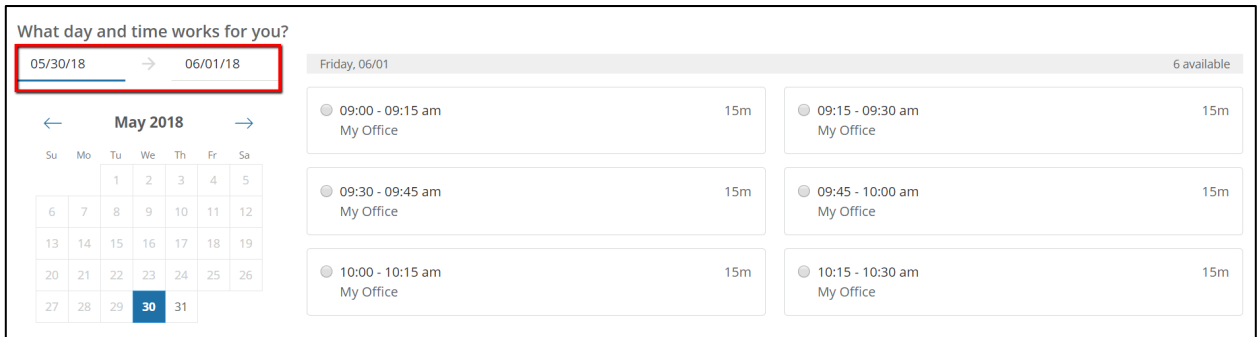 What day and time works for you?
05/30/18 → 06/01/18
← May 2018 →
Su Mo Tu We Th Fr Sa
1 2 3 4 5
6 7 8 9 10 11 12
13 14 15 16 17 18 19
20 21 22 23 24 25 26
27 28 29 30 31
Friday, 06/01 6 available
09:00 - 09:15 am 15m
My Office
09:15 - 09:30 am 15m
My Office
09:30 - 09:45 am 15m
My Office
09:45 - 10:00 am 15m
My Office
10:00 - 10:15 am 15m
My Office
10:15 - 10:30 am 15m
My Office